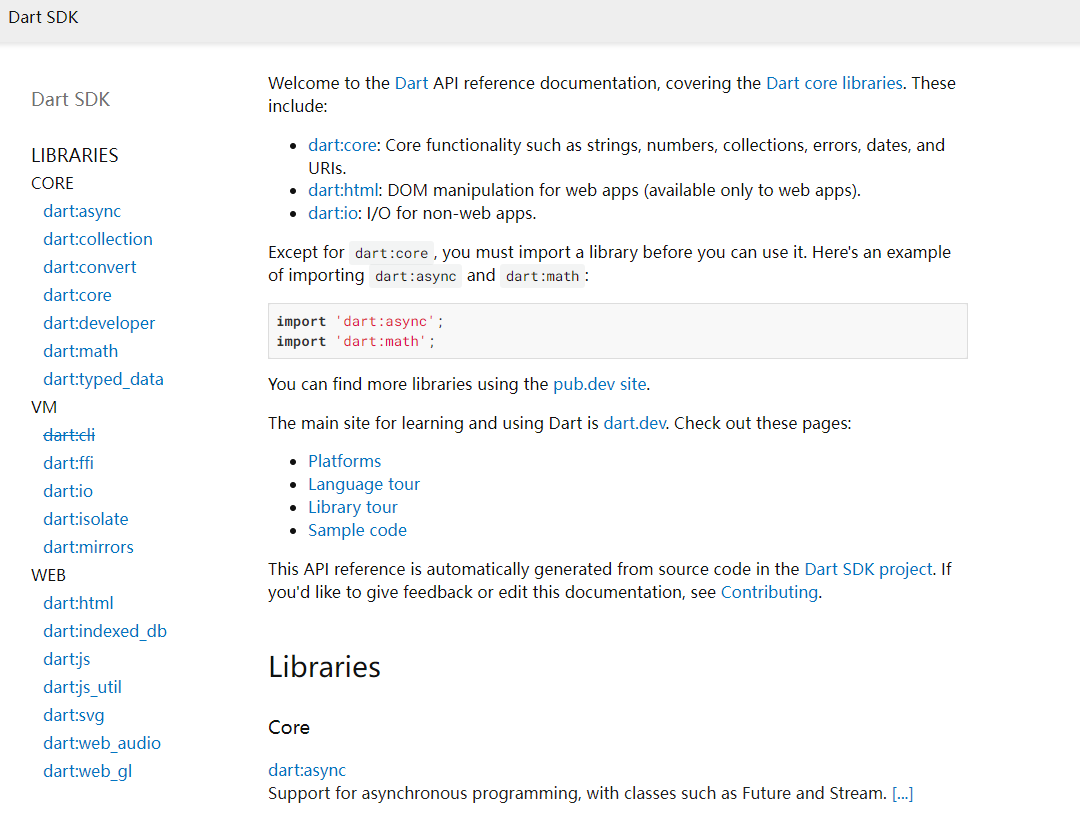 Dart SDK
Dart SDK
LIBRARIES
CORE
dart:async
dart:collection
dart:convert
dart:core
dart:developer
dart:math
dart:typed_data
VM
dart:cli
dart:ffi
dart:io
dart:isolate
dart:mirrors
WEB
dart:html
dart:indexed_db
dart:js
dart:js_util
dart:svg
dart:web_audio
dart:web_gl
Welcome to the Dart API reference documentation, covering the Dart core libraries. These
include:
• dart:core: Core functionality such as strings, numbers, collections, errors, dates, and
URIs.
• dart:html: DOM manipulation for web apps (available only to web apps).
• dart:io: I/O for non-web apps.
Except for dart:core, you must import a library before you can use it. Here's an example
of importing dart:async and dart:math:
import 'dart:async';
import 'dart:math';
You can find more libraries using the pub.dev site.
The main site for learning and using Dart is dart.dev. Check out these pages:
• Platforms
• Language tour
• Library tour
• Sample code
This API reference is automatically generated from source code in the Dart SDK project. If
you'd like to give feedback or edit this documentation, see Contributing.
Libraries
Core
dart:async
Support for asynchronous programming, with classes such as Future and Stream. [...]